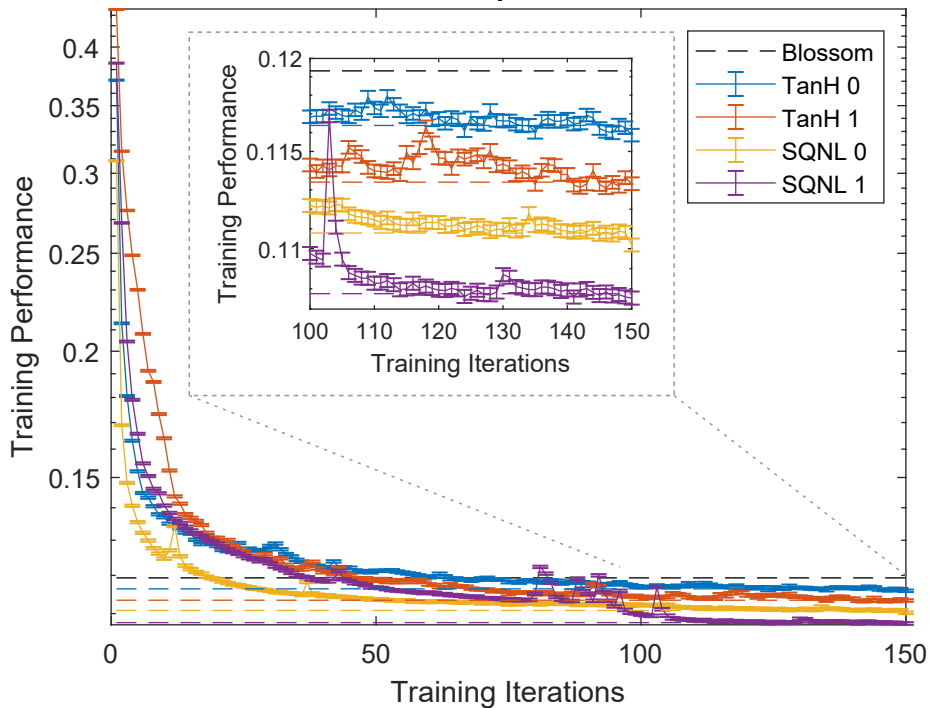 0.4
0.35
0.3
0.25
0.2
0.15
Training Performance
0
50
100
150
Training Iterations
0.12
0.115
0.111
Training Performance
100
110
120
130
140
150
Training Iterations
Blossom
TanH 0
TanH 1
SQNL 0
SQNL 1